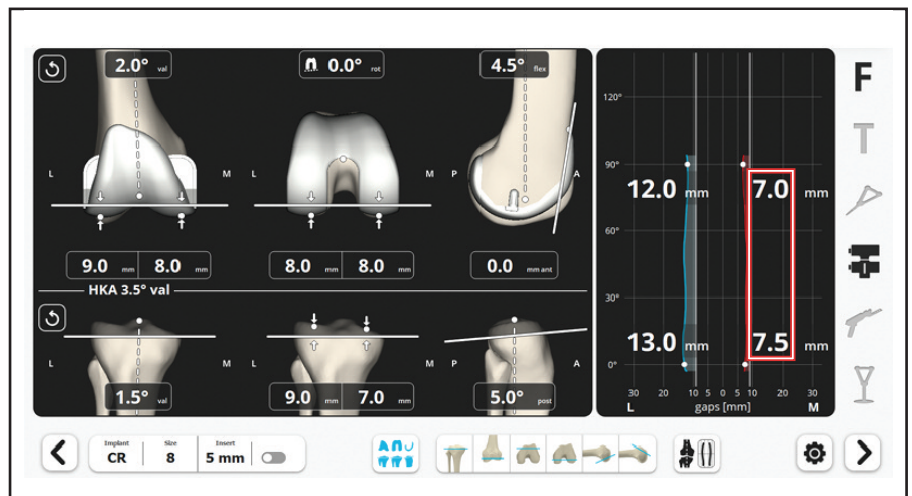 2.0° val
0.0° rot
4.5° flex
F
120°
T
90°
L M L M P A
12.0 mm 7.0 mm
60°
9.0 mm 8.0 mm
8.0 mm 8.0 mm
0.0 mm ant
HKA 3.5° val
30°
13.0 mm 7.5 mm
L M L M P A
0°
1.5° val
9.0 mm 7.0 mm
5.0° post
30 20 10 5 0 5 10 20 30
L gaps [mm] M
Implant Size Insert
CR 8 5 mm